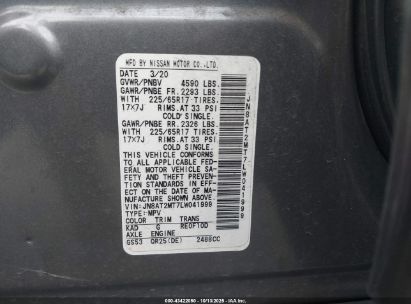 MFD BY NISSAN MOTOR CO.,LTD.
DATE 3/20
GVWR/PNBV 4590 LBS.
GAWR/PNBE FR. 2293 LBS.
WITH 225/65R17 TIRES.
17X7J RIMS.AT 33 PSI
COLD SINGLE.
GAWR/PNBE RR. 2326 LBS.
WITH 225/65R17 TIRES.
17X7J RIMS.AT 33 PSI
COLD SINGLE.
THIS VEHICLE CONFORMS
TO ALL APPLICABLE FED-
ERAL MOTOR VEHICLE SA-
FETY AND THEFT PREVEN-
TION STANDARDS IN EFF-
ECT ON THE DATE OF MA-
NUFACTURE SHOWN ABOVE
VIN:JN8AT2MT7LW041999
TYPE:MPV
COLOR TRIM TRANS
KAD G RE0F10D
AXLE ENGINE
GS53 QR25(DE) 2488CC
JN8AT2MT7LW041999